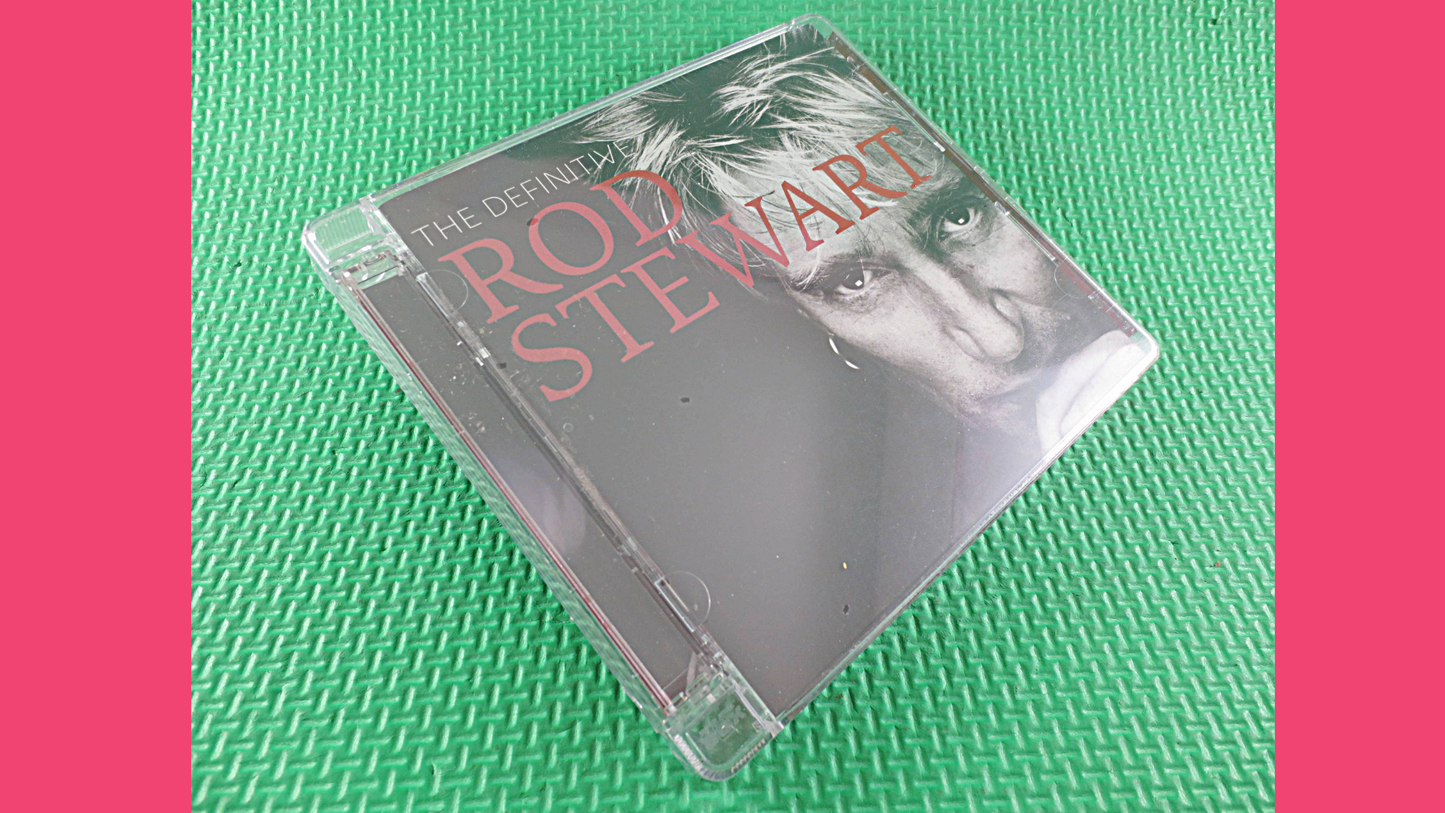 THE DEFINITIVE
ROD
STEWART